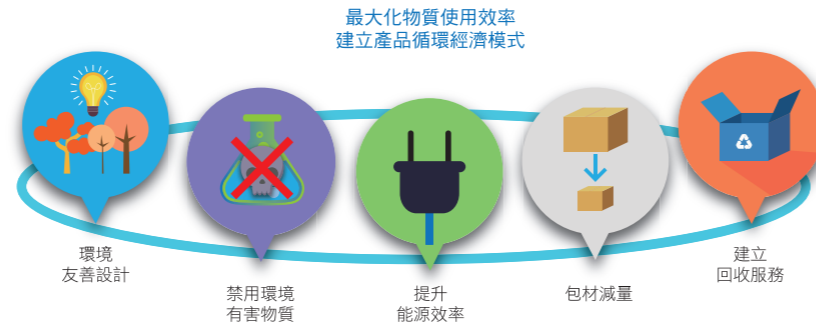 最大化物質使用效率
建立產品循環經濟模式
環境
友善設計
禁用環境
有害物質
提升
能源效率
包材減量
建立
回收服務